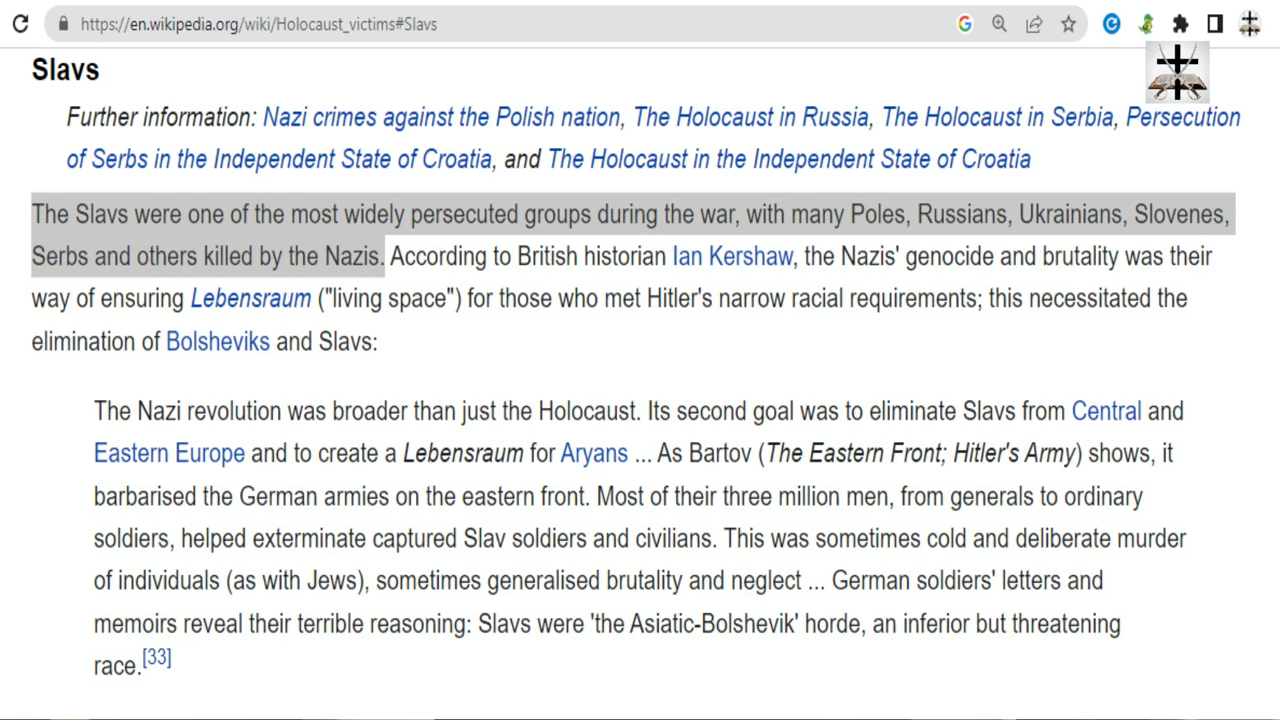 https://en.wikipedia.org/wiki/Holocaust_victims#Slavs
Slavs
Further information: Nazi crimes against the Polish nation, The Holocaust in Russia, The Holocaust in Serbia, Persecution
of Serbs in the Independent State of Croatia, and The Holocaust in the Independent State of Croatia
The Slavs were one of the most widely persecuted groups during the war, with many Poles, Russians, Ukrainians, Slovenes,
Serbs and others killed by the Nazis. According to British historian Ian Kershaw, the Nazis' genocide and brutality was their
way of ensuring Lebensraum ("living space") for those who met Hitler's narrow racial requirements; this necessitated the
elimination of Bolsheviks and Slavs:
The Nazi revolution was broader than just the Holocaust. Its second goal was to eliminate Slavs from Central and
Eastern Europe and to create a Lebensraum for Aryans ... As Bartov (The Eastern Front; Hitler's Army) shows, it
barbarised the German armies on the eastern front. Most of their three million men, from generals to ordinary
soldiers, helped exterminate captured Slav soldiers and civilians. This was sometimes cold and deliberate murder
of individuals (as with Jews), sometimes generalised brutality and neglect ... German soldiers' letters and
memoirs reveal their terrible reasoning: Slavs were 'the Asiatic-Bolshevik' horde, an inferior but threatening
race.[33]